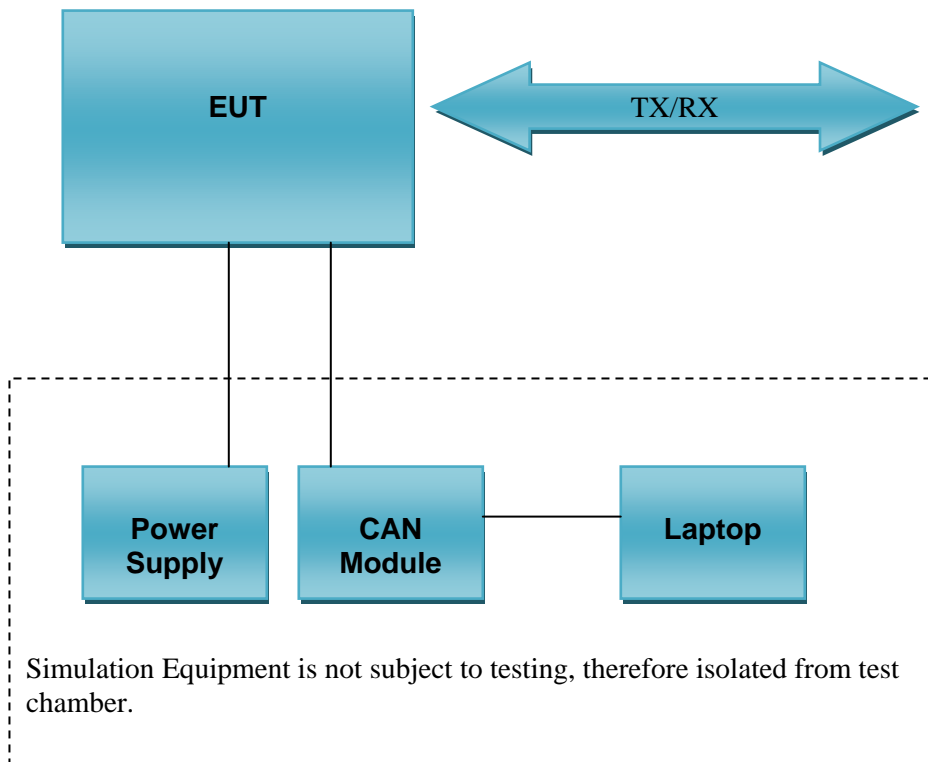 EUT
TX/RX
Power
Supply
CAN
Module
Laptop
Simulation Equipment is not subject to testing, therefore isolated from test
chamber.